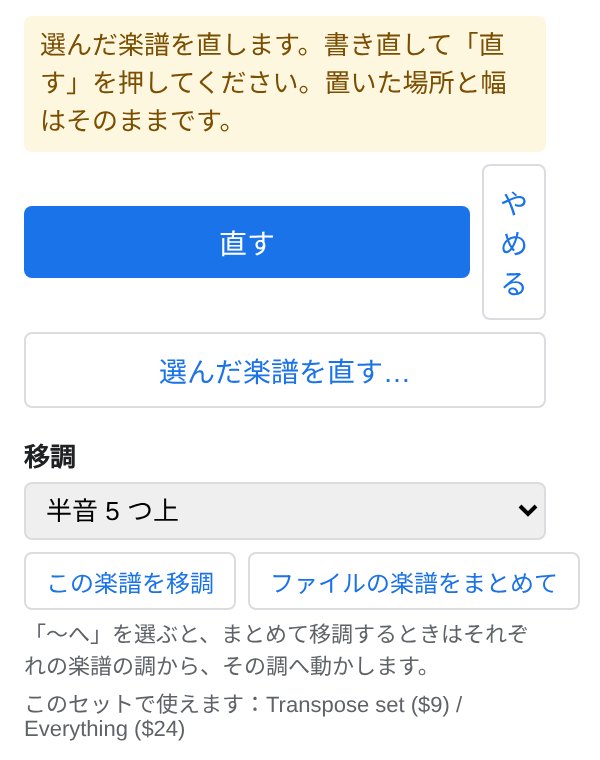 選んだ楽譜を直します。書き直して「直
す」を押してください。置いた場所と幅
はそのままです。
直す
や
め
る
選んだ楽譜を直す…
移調
半音 5 つ上
この楽譜を移調
ファイルの楽譜をまとめて
「〜へ」を選ぶと、まとめて移調するときはそれぞ
れの楽譜の調から、その調へ動かします。
このセットで使えます：Transpose set ($9) /
Everything ($24)